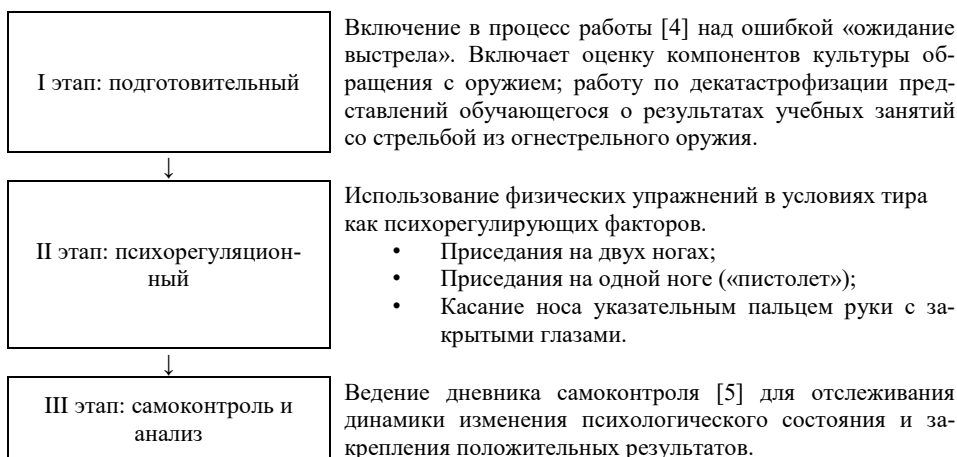 I этап: подготовительный
Включение в процесс работы [4] над ошибкой «ожидание
выстрела». Включает оценку компонентов культуры об-
ращения с оружием; работу по декатастрофизации пред-
ставлений обучающегося о результатах учебных занятий
со стрельбой из огнестрельного оружия.
↓
II этап: психорегуляцион-
ный
Использование физических упражнений в условиях тира
как психорегулирующих факторов.
• Приседания на двух ногах;
• Приседания на одной ноге («пистолет»);
• Касание носа указательным пальцем руки с за-
крытыми глазами.
↓
III этап: самоконтроль и
анализ
Ведение дневника самоконтроля [5] для отслеживания
динамики изменения психологического состояния и за-
крепления положительных результатов.